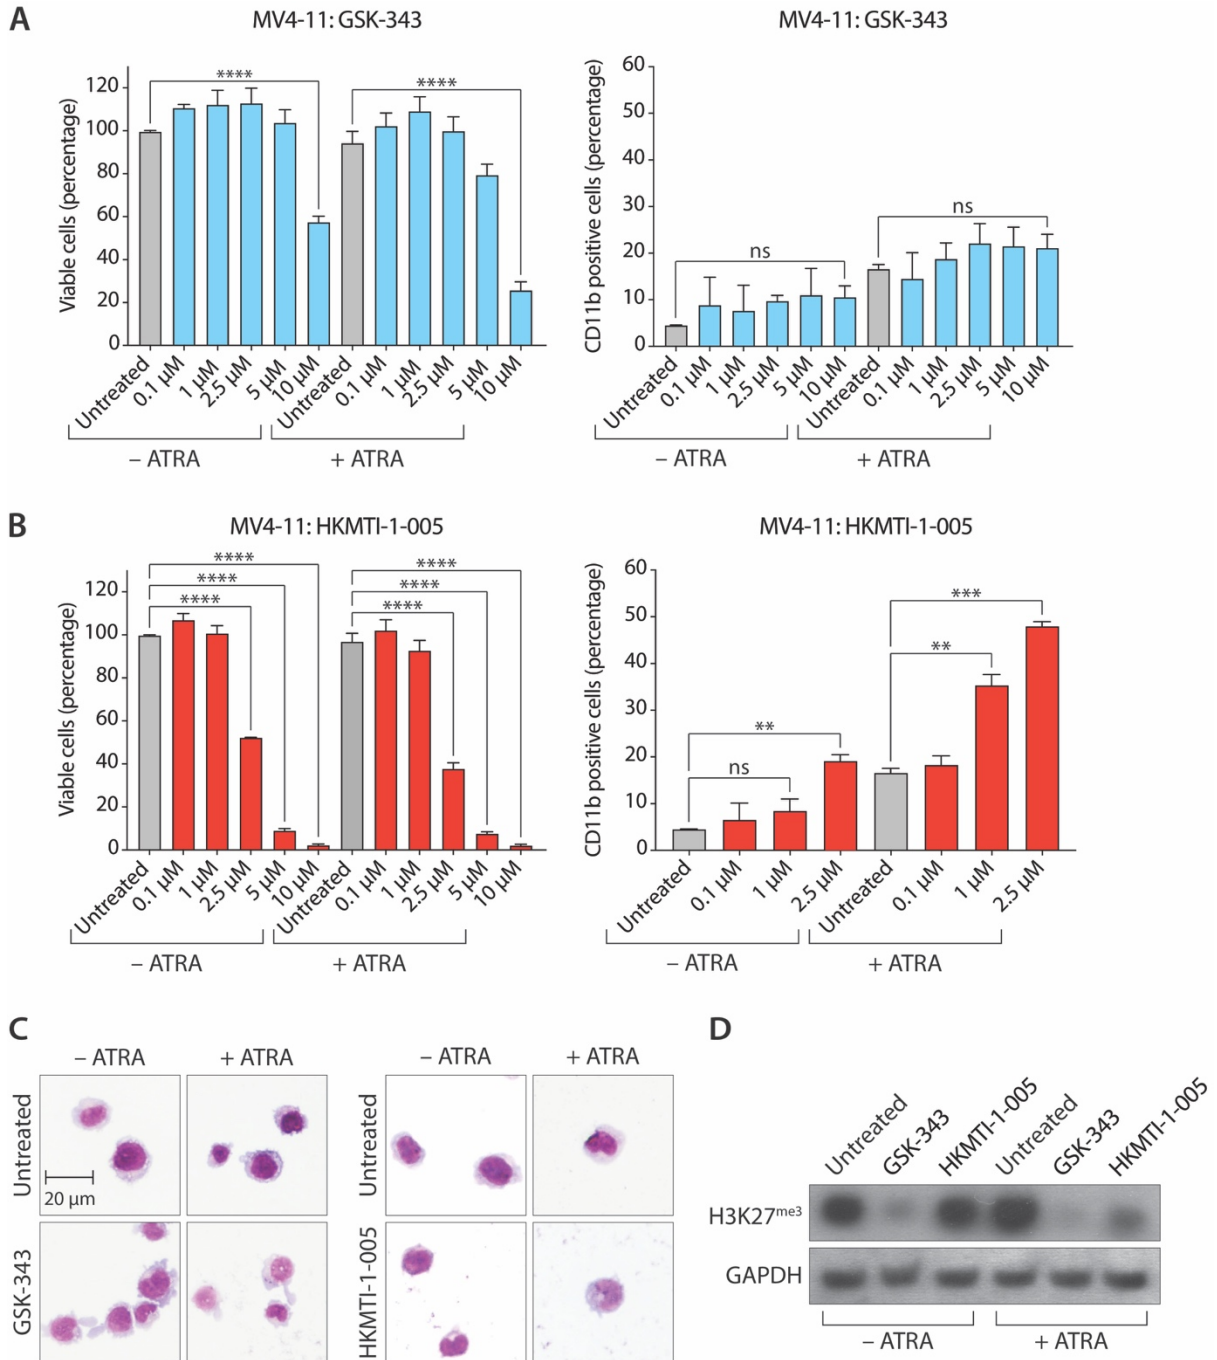 A
MV4-11: GSK-343
MV4-11: GSK-343
Viable cells (percentage)
120
100
80
60
40
20
0
****
****
Untreated
0.1 µM
1 µM
2.5 µM
5 µM
10 µM
Untreated
0.1 µM
1 µM
2.5 µM
5 µM
10 µM
– ATRA
+ ATRA
CD11b positive cells (percentage)
60
50
40
30
20
10
0
ns
ns
Untreated
0.1 µM
1 µM
2.5 µM
5 µM
10 µM
Untreated
0.1 µM
1 µM
2.5 µM
5 µM
10 µM
– ATRA
+ ATRA
B
MV4-11: HKMTI-1-005
MV4-11: HKMTI-1-005
Viable cells (percentage)
120
100
80
60
40
20
0
****
****
****
****
****
****
Untreated
0.1 µM
1 µM
2.5 µM
5 µM
10 µM
Untreated
0.1 µM
1 µM
2.5 µM
5 µM
10 µM
– ATRA
+ ATRA
CD11b positive cells (percentage)
60
50
40
30
20
10
0
**
ns
***
**
Untreated
0.1 µM
1 µM
2.5 µM
Untreated
0.1 µM
1 µM
2.5 µM
– ATRA
+ ATRA
C
– ATRA
+ ATRA
Untreated
20 µm
GSK-343
– ATRA
+ ATRA
Untreated
HKMTI-1-005
D
Untreated
GSK-343
HKMTI-1-005
Untreated
GSK-343
HKMTI-1-005
H3K27me3
GAPDH
– ATRA
+ ATRA